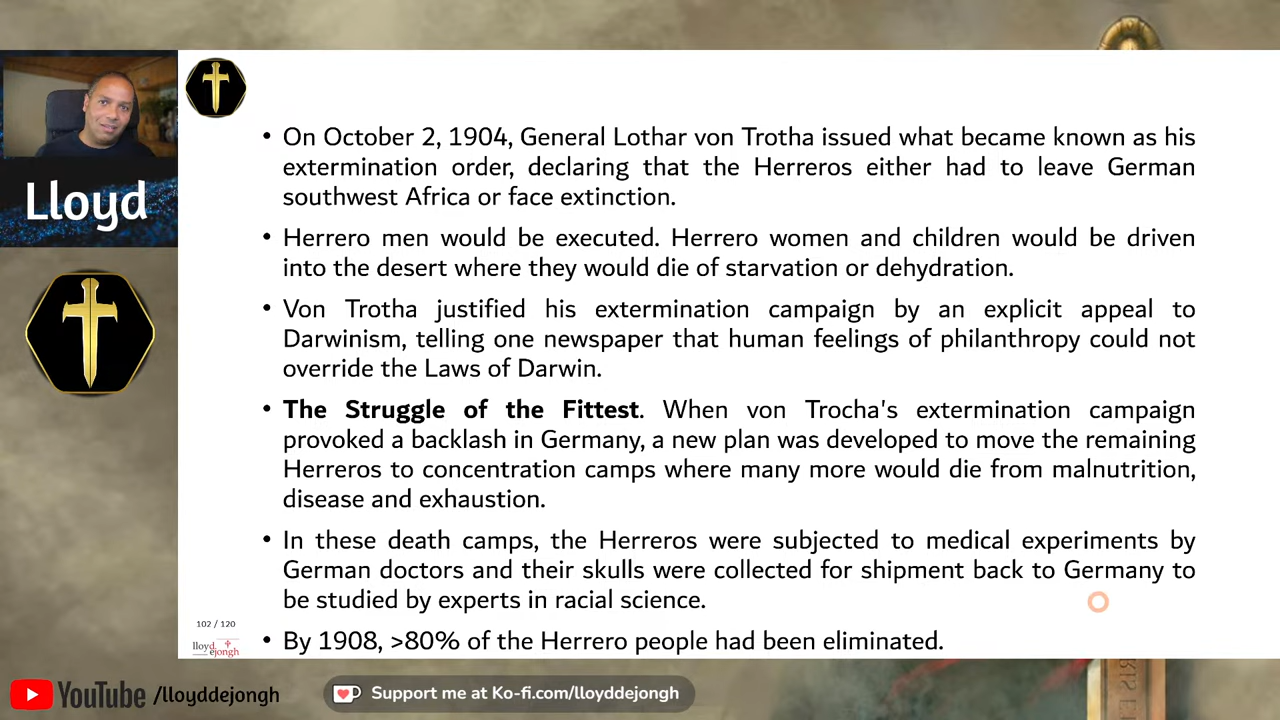 Lloyd
• On October 2, 1904, General Lothar von Trotha issued what became known as his
extermination order, declaring that the Herreros either had to leave German
southwest Africa or face extinction.
• Herrero men would be executed. Herrero women and children would be driven
into the desert where they would die of starvation or dehydration.
• Von Trotha justified his extermination campaign by an explicit appeal to
Darwinism, telling one newspaper that human feelings of philanthropy could not
override the Laws of Darwin.
• The Struggle of the Fittest. When von Trocha's extermination campaign
provoked a backlash in Germany, a new plan was developed to move the remaining
Herreros to concentration camps where many more would die from malnutrition,
disease and exhaustion.
• In these death camps, the Herreros were subjected to medical experiments by
German doctors and their skulls were collected for shipment back to Germany to
be studied by experts in racial science.
• By 1908, >80% of the Herrero people had been eliminated.
102 / 120
lloyd
dejongh
YouTube /lloyddejongh
Support me at Ko-fi.com/lloyddejongh